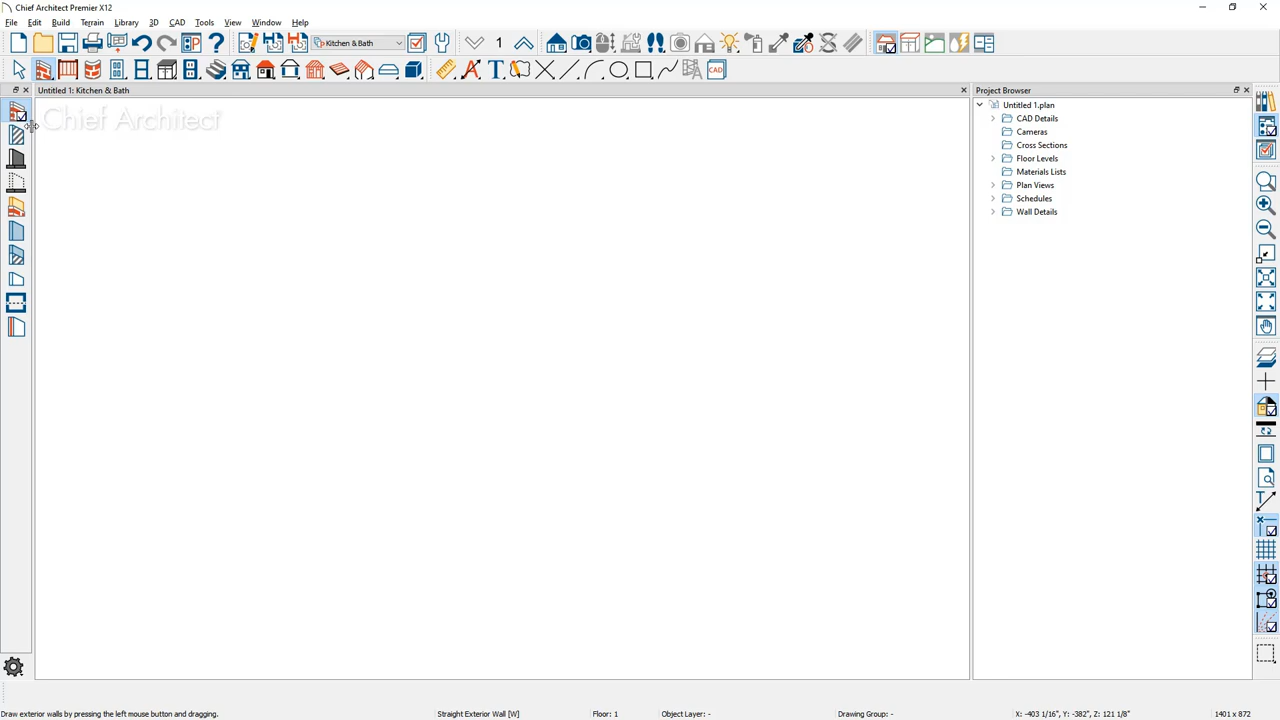 Chief Architect Premier X12
File Edit Build Terrain Library 3D CAD Tools View Window Help
Kitchen & Bath 1
CAD
Untitled 1: Kitchen & Bath
Project Browser
Chief Architect
Untitled 1.plan
CAD Details
Cameras
Cross Sections
Floor Levels
Materials Lists
Plan Views
Schedules
Wall Details
Draw exterior walls by pressing the left mouse button and dragging. Straight Exterior Wall [W] Floor: 1 Object Layer: - Drawing Group: - X: -403 1/16", Y: -382", Z: 121 1/8" 1401 x 872